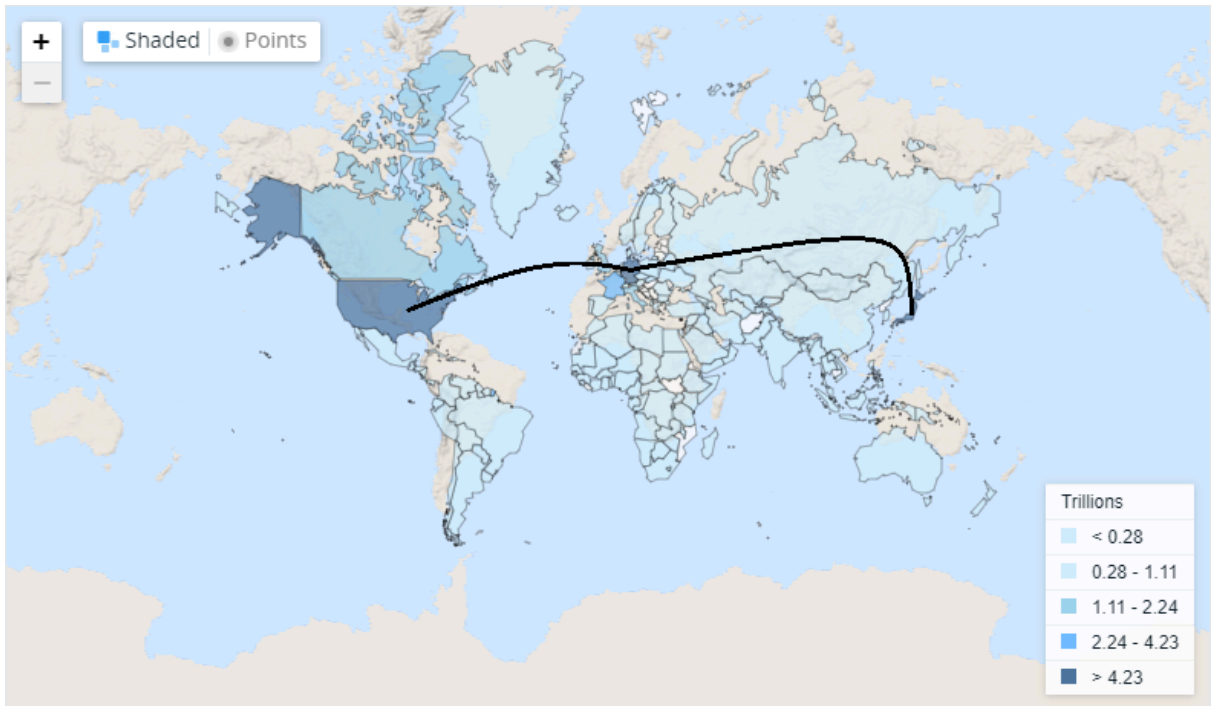 +
Shaded Points
−
Trillions
< 0.28
0.28 - 1.11
1.11 - 2.24
2.24 - 4.23
> 4.23